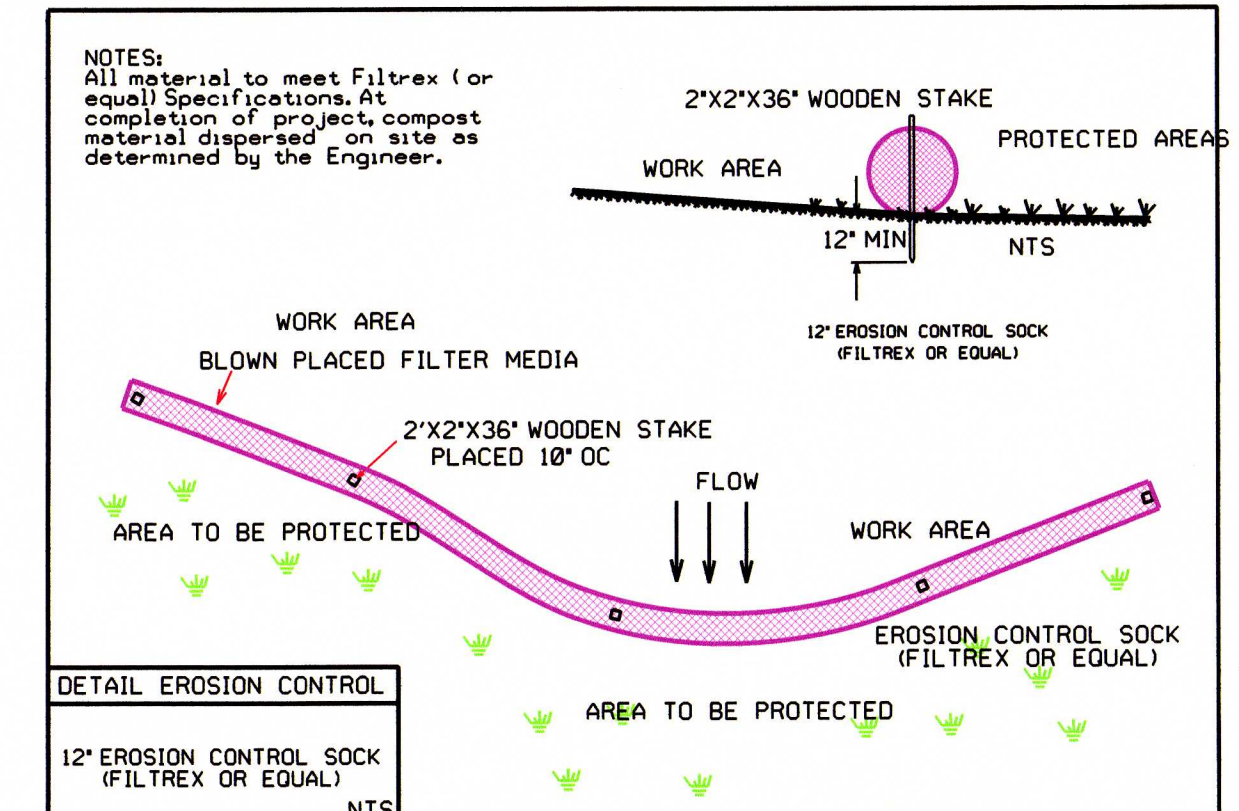 NOTES:
All material to meet Filtrex (or
equal) Specifications. At
completion of project, compost
material dispersed on site as
determined by the Engineer.
2"X2"X36" WOODEN STAKE
PROTECTED AREAS
WORK AREA
12" MIN
NTS
12" EROSION CONTROL SOCK
(FILTREX OR EQUAL)
WORK AREA
BLOWN PLACED FILTER MEDIA
2'X2"X36" WOODEN STAKE
PLACED 10" OC
FLOW
AREA TO BE PROTECTED
WORK AREA
EROSION CONTROL SOCK
(FILTREX OR EQUAL)
AREA TO BE PROTECTED
DETAIL EROSION CONTROL
12" EROSION CONTROL SOCK
(FILTREX OR EQUAL)
NTS